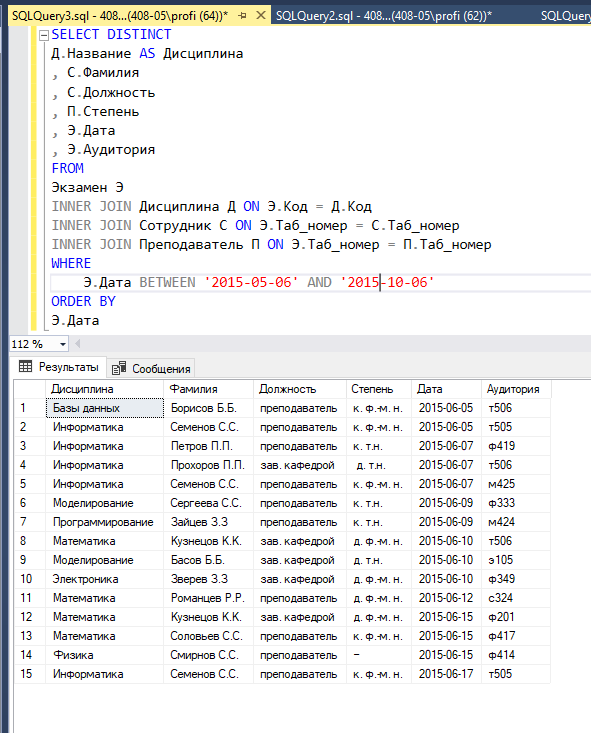 SQLQuery3.sql - 408...(408-05\profi (64))* SQLQuery2.sql - 408...(408-05\profi (62))* SQLQuery
SELECT DISTINCT
Д.Название AS Дисциплина
, С.Фамилия
, С.Должность
, П.Степень
, Э.Дата
, Э.Аудитория
FROM
Экзамен Э
INNER JOIN Дисциплина Д ON Э.Код = Д.Код
INNER JOIN Сотрудник С ON Э.Таб_номер = С.Таб_номер
INNER JOIN Преподаватель П ON Э.Таб_номер = П.Таб_номер
WHERE
Э.Дата BETWEEN '2015-05-06' AND '2015-10-06'
ORDER BY
Э.Дата
112 %
Результаты Сообщения
Дисциплина Фамилия Должность Степень Дата Аудитория
1 Базы данных Борисов Б.Б. преподаватель к. ф.-м. н. 2015-06-05 т506
2 Информатика Семенов С.С. преподаватель к. ф.-м. н. 2015-06-05 т505
3 Информатика Петров П.П. преподаватель к. т.н. 2015-06-07 ф419
4 Информатика Прохоров П.П. зав. кафедрой д. т.н. 2015-06-07 т506
5 Информатика Семенов С.С. преподаватель к. ф.-м. н. 2015-06-07 м425
6 Моделирование Сергеева С.С. преподаватель к. т.н. 2015-06-09 ф333
7 Программирование Зайцев З.З преподаватель к. т.н. 2015-06-09 м424
8 Математика Кузнецов К.К. зав. кафедрой д. ф.-м. н. 2015-06-10 т506
9 Моделирование Басов Б.Б. зав. кафедрой д. т.н. 2015-06-10 э105
10 Электроника Зверев З.З зав. кафедрой д. ф.-м. н. 2015-06-10 ф349
11 Математика Романцев Р.Р. преподаватель д. ф.-м. н. 2015-06-12 с324
12 Математика Кузнецов К.К. зав. кафедрой д. ф.-м. н. 2015-06-15 ф201
13 Математика Соловьев С.С. преподаватель к. ф.-м. н. 2015-06-15 ф417
14 Физика Смирнов С.С. преподаватель – 2015-06-15 ф414
15 Информатика Семенов С.С. преподаватель к. ф.-м. н. 2015-06-17 т505